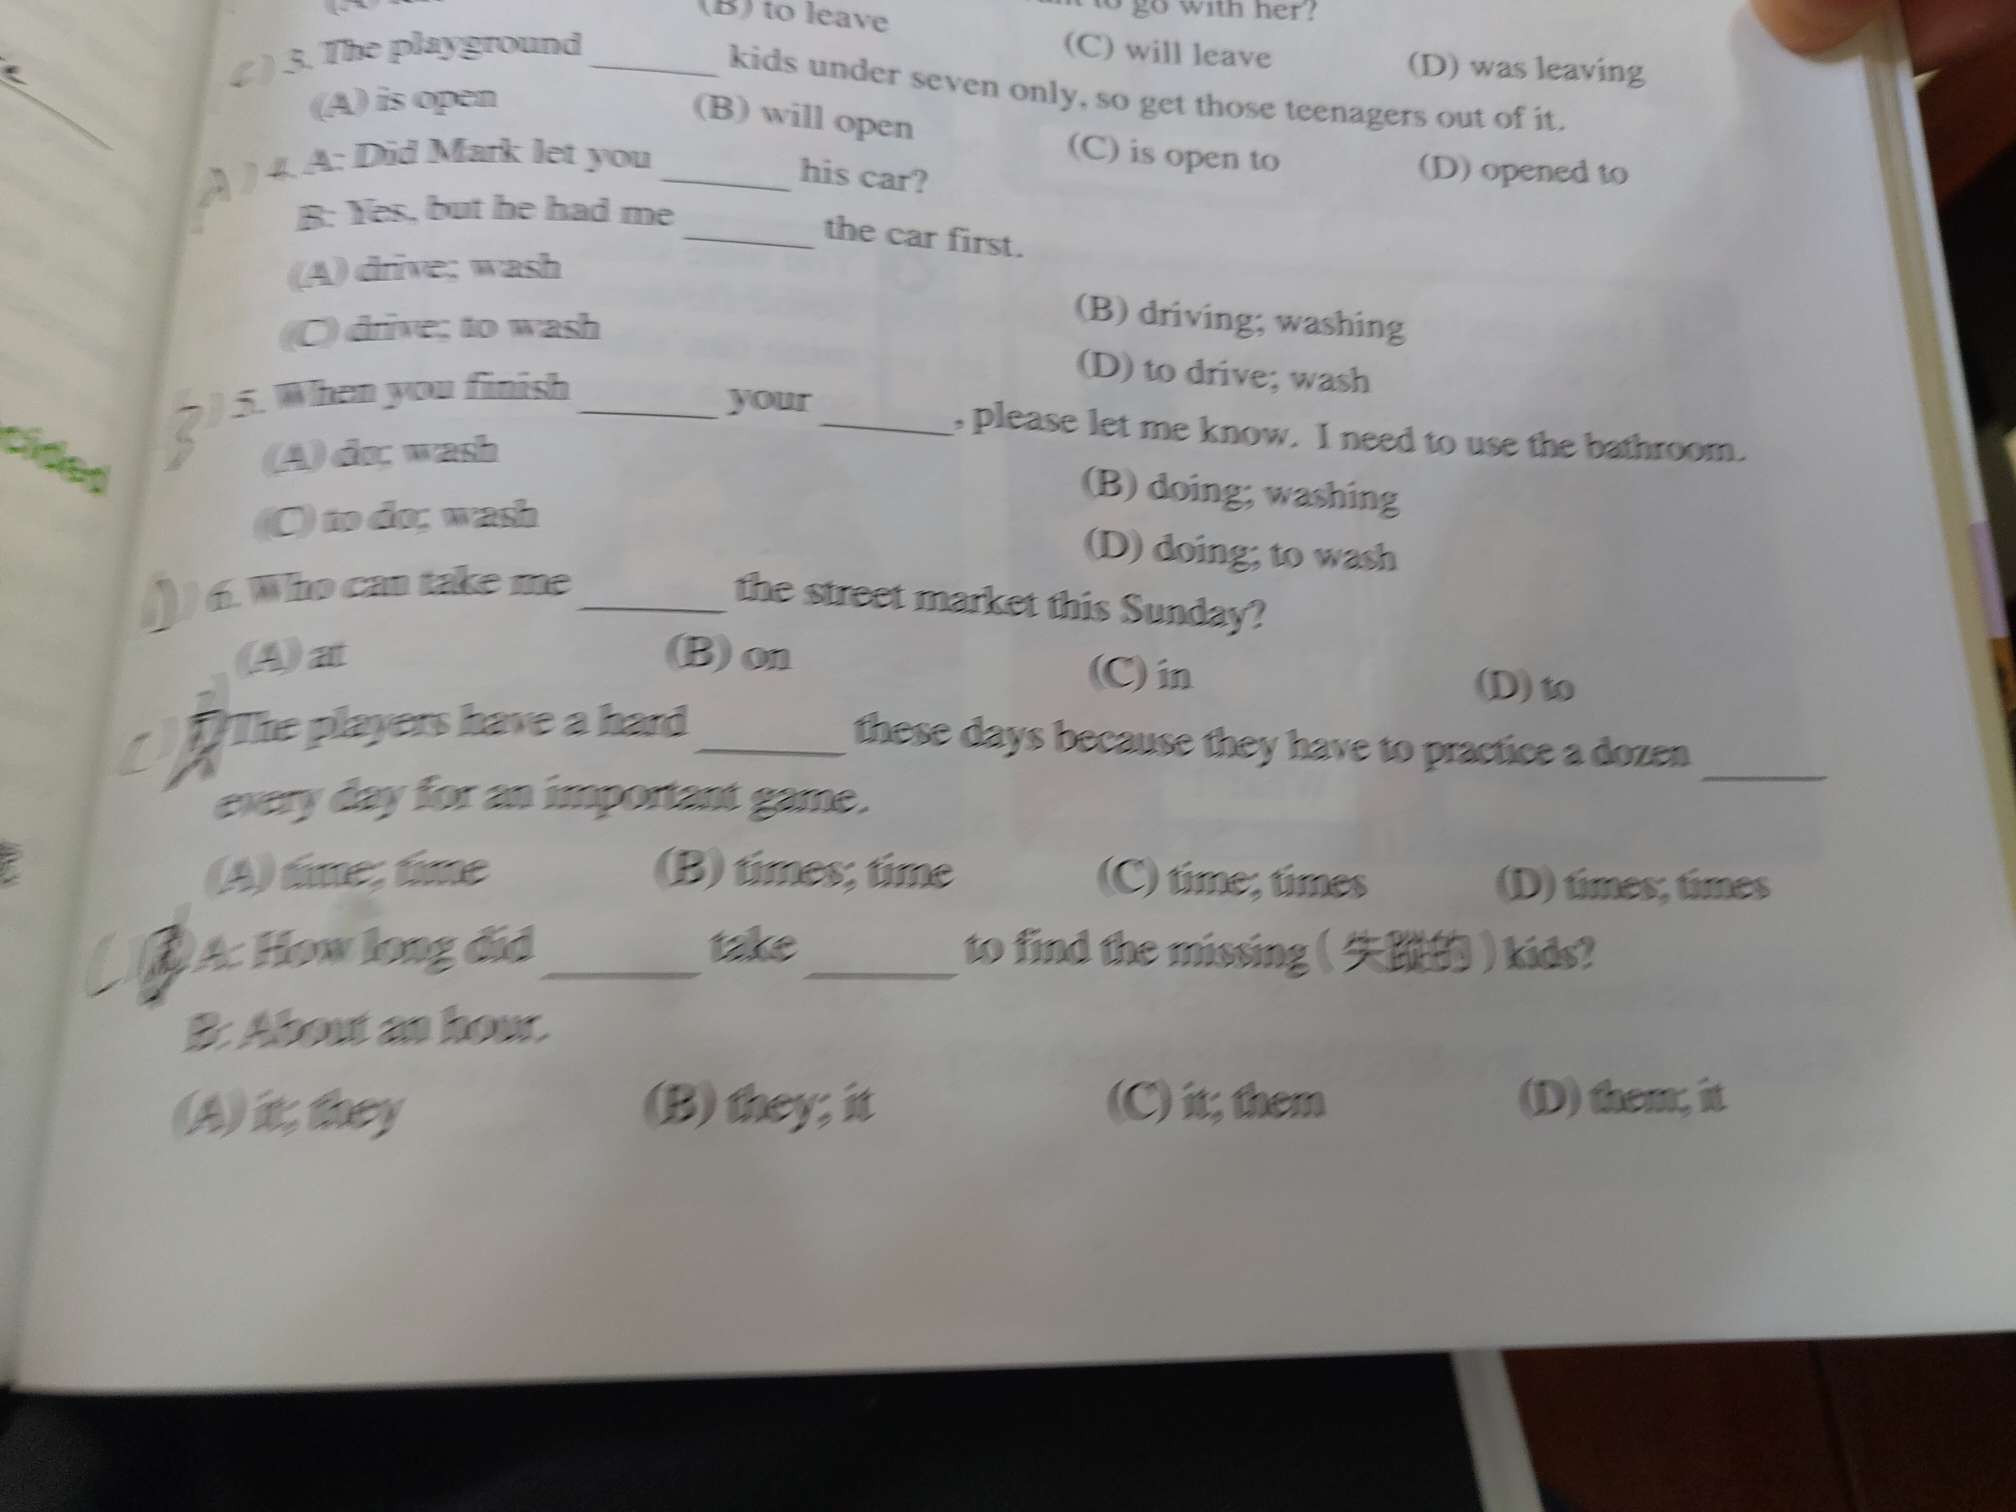 (B) to leave
to go with her?
(C) will leave
(D) was leaving
3. The playground ______ kids under seven only, so get those teenagers out of it.
(A) is open
(B) will open
(C) is open to
(D) opened to
4. A: Did Mark let you ______ his car?
B: Yes, but he had me ______ the car first.
(A) drive; wash
(B) driving; washing
(C) drive; to wash
(D) to drive; wash
5. When you finish ______ your ______, please let me know. I need to use the bathroom.
(A) do; wash
(B) doing; washing
(C) to do; wash
(D) doing; to wash
6. Who can take me ______ the street market this Sunday?
(A) at
(B) on
(C) in
(D) to
The players have a hard ______ these days because they have to practice a dozen ______
every day for an important game.
(A) time; time
(B) times; time
(C) time; times
(D) times; times
A: How long did ______ take ______ to find the missing (失蹤的) kids?
B: About an hour.
(A) it; they
(B) they; it
(C) it; them
(D) them; it